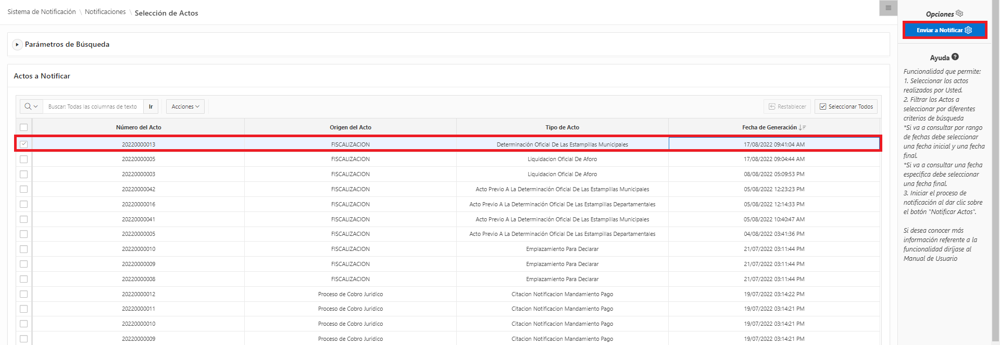 Sistema de Notificación \ Notificaciones \ Selección de Actos
Parámetros de Búsqueda
Actos a Notificar
Buscar: Todas las columnas de texto Ir Acciones Restablecer Seleccionar Todos
Número del Acto Origen del Acto Tipo de Acto Fecha de Generación
20220000013 FISCALIZACION Determinación Oficial De Las Estampillas Municipales 17/08/2022 09:41:04 AM
20220000005 FISCALIZACION Liquidacion Oficial De Aforo 17/08/2022 09:04:44 AM
20220000003 FISCALIZACION Liquidacion Oficial De Aforo 08/08/2022 05:09:53 PM
20220000042 FISCALIZACION Acto Previo A La Determinación Oficial De Las Estampillas Municipales 05/08/2022 12:23:23 PM
20220000016 FISCALIZACION Acto Previo A La Determinación Oficial De Las Estampillas Departamentales 05/08/2022 12:14:33 PM
20220000041 FISCALIZACION Acto Previo A La Determinación Oficial De Las Estampillas Municipales 05/08/2022 10:40:47 AM
20220000005 FISCALIZACION Acto Previo A La Determinación Oficial De Las Estampillas Departamentales 04/08/2022 03:41:36 PM
20220000010 FISCALIZACION Emplazamiento Para Declarar 21/07/2022 03:11:44 PM
20220000009 FISCALIZACION Emplazamiento Para Declarar 21/07/2022 03:11:44 PM
20220000008 FISCALIZACION Emplazamiento Para Declarar 21/07/2022 03:11:44 PM
20220000012 Proceso de Cobro Juridico Citacion Notificacion Mandamiento Pago 19/07/2022 03:14:22 PM
20220000011 Proceso de Cobro Juridico Citacion Notificacion Mandamiento Pago 19/07/2022 03:14:21 PM
20220000010 Proceso de Cobro Juridico Citacion Notificacion Mandamiento Pago 19/07/2022 03:14:21 PM
20220000009 Proceso de Cobro Juridico Citacion Notificacion Mandamiento Pago 19/07/2022 03:14:21 PM
Opciones
Enviar a Notificar
Ayuda
Funcionalidad que permite:
1. Seleccionar los actos
realizados por Usted.
2. Filtrar los Actos a
seleccionar por diferentes
criterios de búsqueda
*Si va a consultar por rango
de fechas debe seleccionar
una fecha inicial y una fecha
final.
*Si va a consultar una fecha
específica debe seleccionar
una fecha final.
3. Iniciar el proceso de
notificación al dar clic sobre
el botón "Notificar Actos".
Si desea conocer más
información referente a la
funcionalidad diríjase al
Manual de Usuario